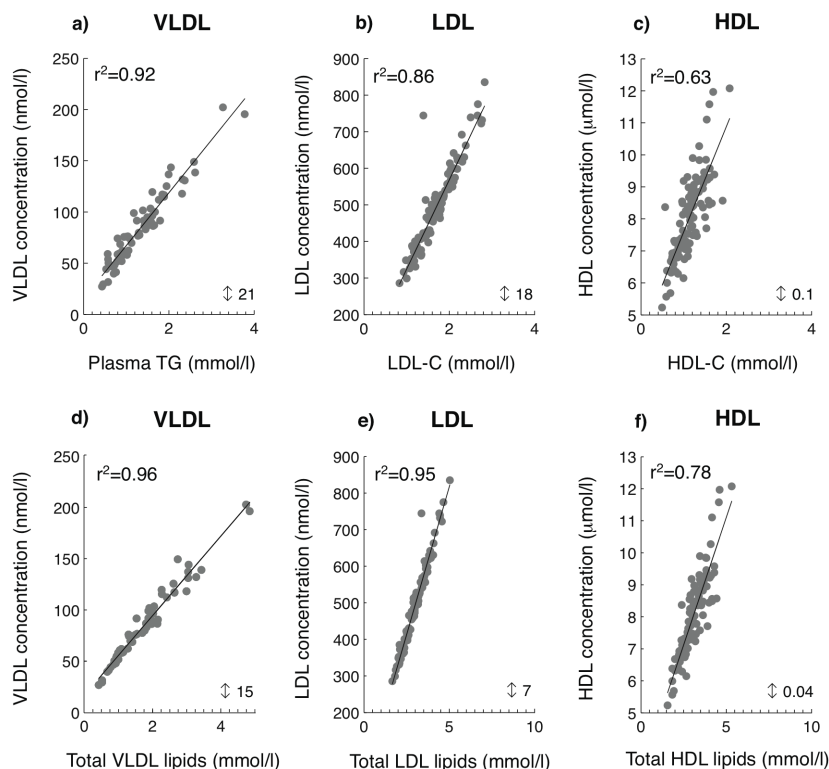 a) VLDL
VLDL concentration (nmol/l)
r²=0.92
250
200
150
100
50
0
0 2 4
↕ 21
Plasma TG (mmol/l)
b) LDL
LDL concentration (nmol/l)
r²=0.86
900
800
700
600
500
400
300
200
0 2 4
↕ 18
LDL-C (mmol/l)
c) HDL
HDL concentration (μmol/l)
r²=0.63
13
12
11
10
9
8
7
6
5
0 2 4
↕ 0.1
HDL-C (mmol/l)
d) VLDL
VLDL concentration (nmol/l)
r²=0.96
250
200
150
100
50
0
0 2 4
↕ 15
Total VLDL lipids (mmol/l)
e) LDL
LDL concentration (nmol/l)
r²=0.95
900
800
700
600
500
400
300
200
0 5 10
↕ 7
Total LDL lipids (mmol/l)
f) HDL
HDL concentration (μmol/l)
r²=0.78
13
12
11
10
9
8
7
6
5
0 5 10
↕ 0.04
Total HDL lipids (mmol/l)